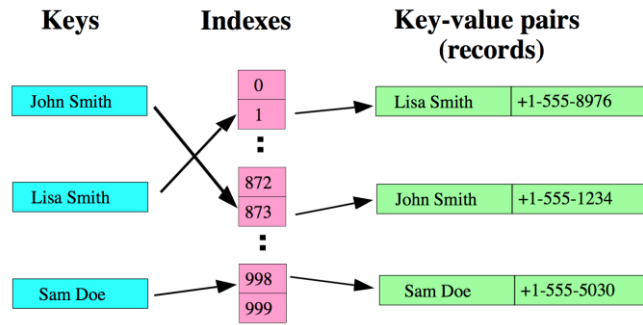 Keys
Indexes
Key-value pairs
(records)
John Smith
Lisa Smith
Sam Doe
0
1
:
872
873
:
998
999
Lisa Smith +1-555-8976
John Smith +1-555-1234
Sam Doe +1-555-5030